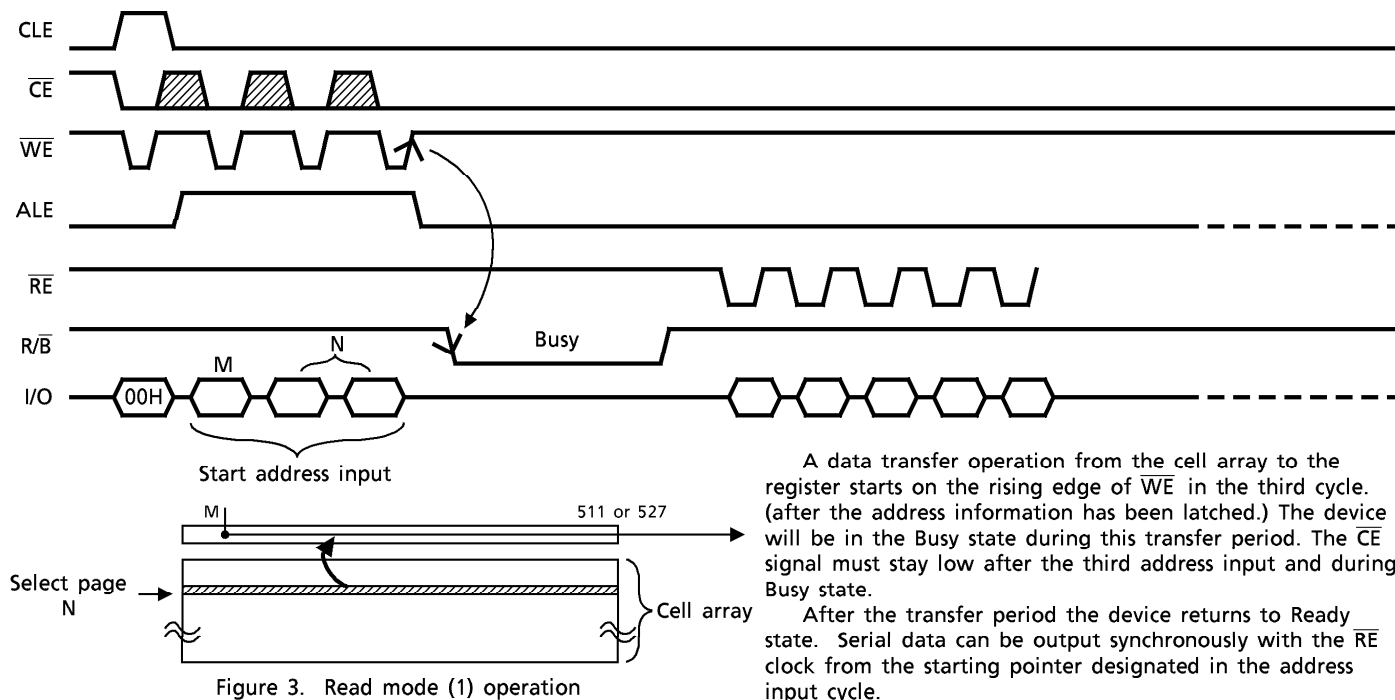 CLE
CE
WE
ALE
RE
R/B
Busy
N
M
I/O
00H
Start address input
M
511 or 527
Select page
N
Cell array
Figure 3. Read mode (1) operation
A data transfer operation from the cell array to the
register starts on the rising edge of WE in the third cycle.
(after the address information has been latched.) The device
will be in the Busy state during this transfer period. The CE
signal must stay low after the third address input and during
Busy state.
After the transfer period the device returns to Ready
state. Serial data can be output synchronously with the RE
clock from the starting pointer designated in the address
input cycle.